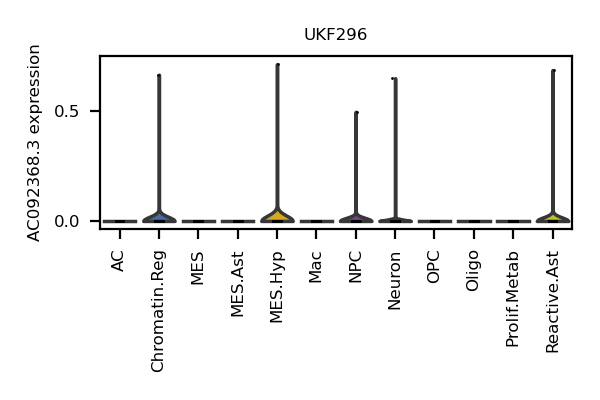 UKF296
AC092368.3 expression
0.5
0.0
AC
Chromatin.Reg
MES
MES.Ast
MES.Hyp
Mac
NPC
Neuron
OPC
Oligo
Prolif.Metab
Reactive.Ast